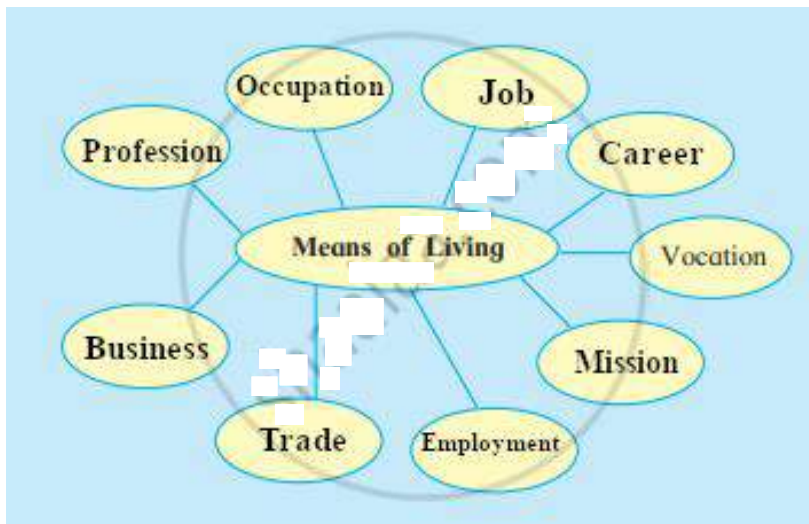 Occupation
Job
Profession
Career
Means of Living
Vocation
Business
Mission
Trade
Employment